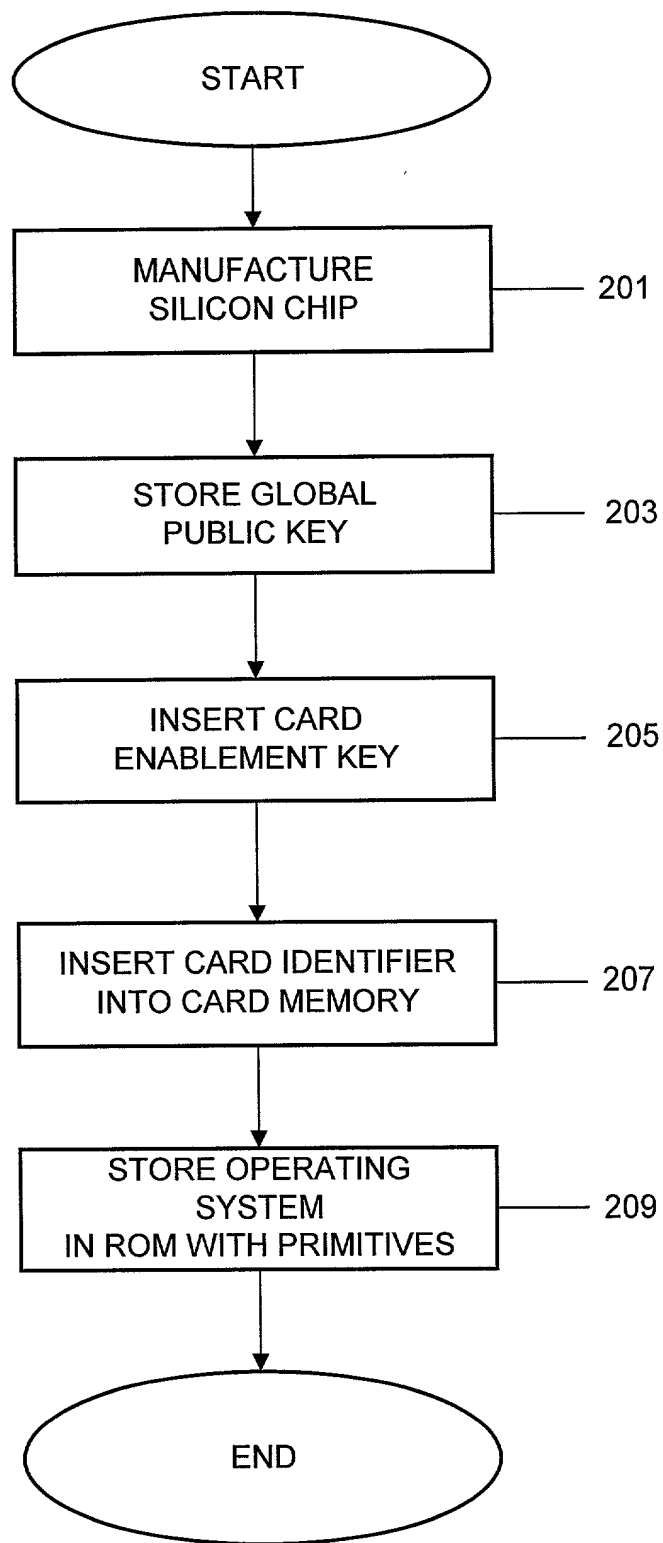 START
MANUFACTURE
SILICON CHIP
201
STORE GLOBAL
PUBLIC KEY
203
INSERT CARD
ENABLEMENT KEY
205
INSERT CARD IDENTIFIER
INTO CARD MEMORY
207
STORE OPERATING
SYSTEM
IN ROM WITH PRIMITIVES
209
END